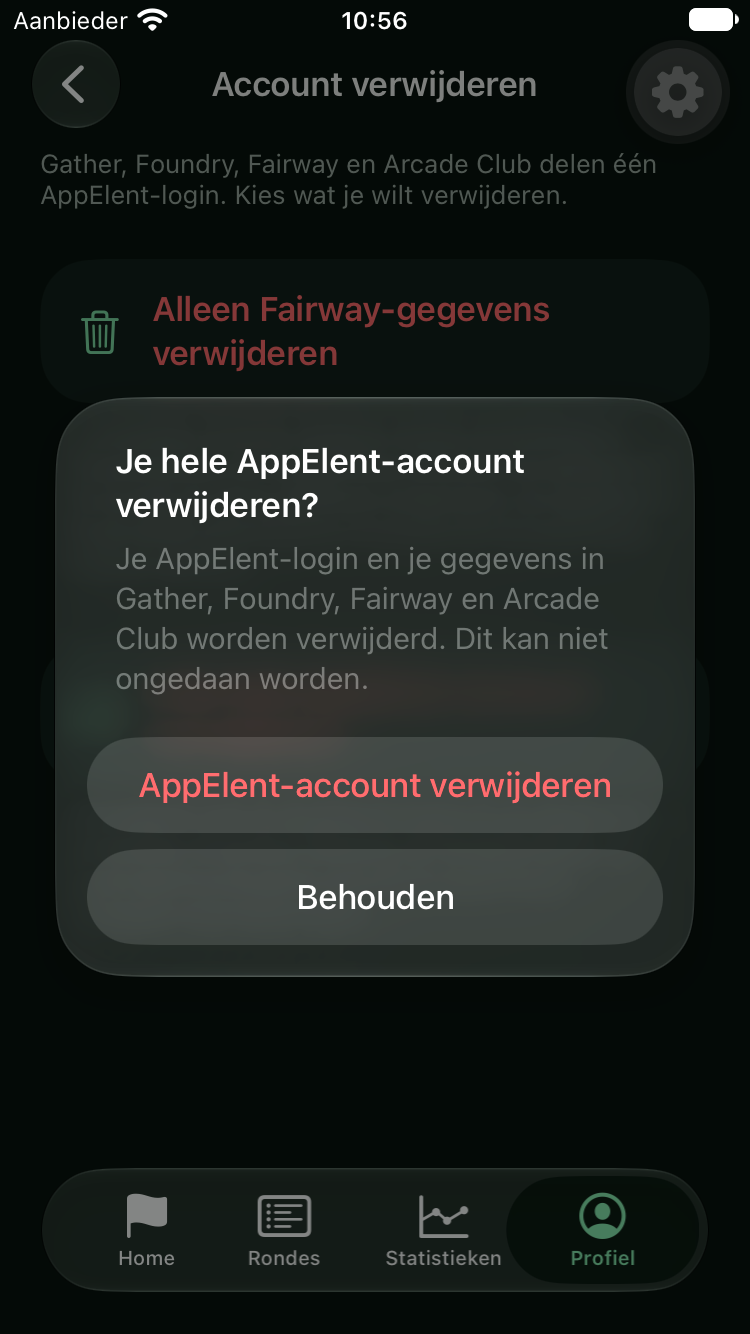 Aanbieder
10:56
Account verwijderen
Gather, Foundry, Fairway en Arcade Club delen één
AppElent-login. Kies wat je wilt verwijderen.
Alleen Fairway-gegevens
verwijderen
Je hele AppElent-account
verwijderen?
Je AppElent-login en je gegevens in
Gather, Foundry, Fairway en Arcade
Club worden verwijderd. Dit kan niet
ongedaan worden.
AppElent-account verwijderen
Behouden
Home
Rondes
Statistieken
Profiel